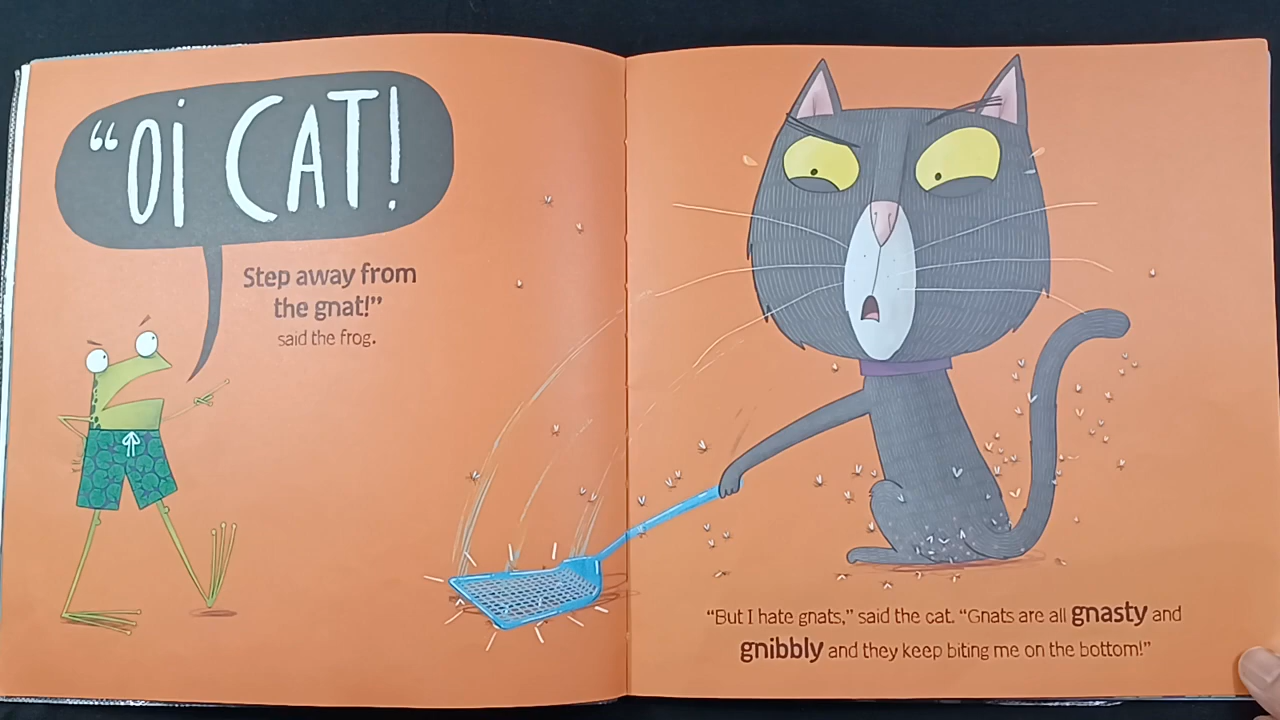 “OI CAT!
Step away from
the gnat!”
said the frog.
“But I hate gnats,” said the cat. “Gnats are all gnasty and
gnibbly and they keep biting me on the bottom!”